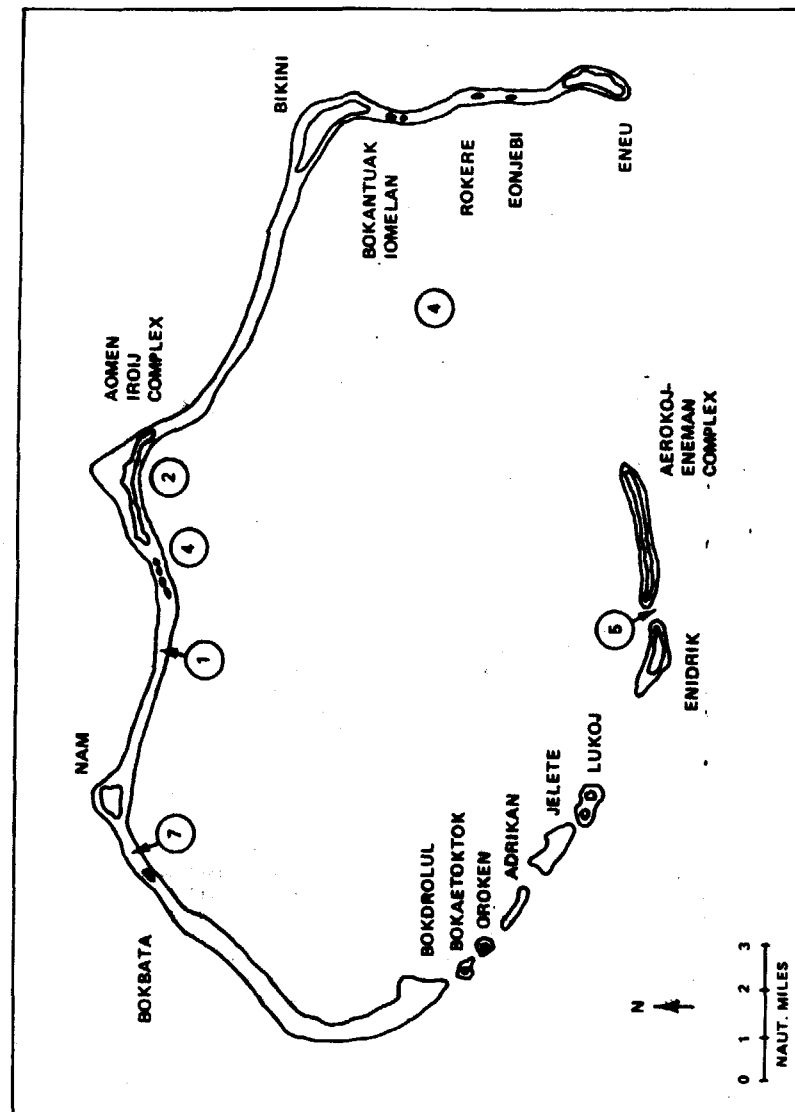 BOKBATA
7
NAM
1
4
2
AOMEN
IROIJ
COMPLEX
BIKINI
BOKANTUAK
IOMELAN
ROKERE
EONJEBI
ENEU
4
BOKDROLUL
BOKAETOKTOK
OROKEN
ADRIKAN
JELETE
LUKOJ
5
ENIDRIK
AEROKOJ-
ENEMAN
COMPLEX
N
0 1 2 3
NAUT. MILES